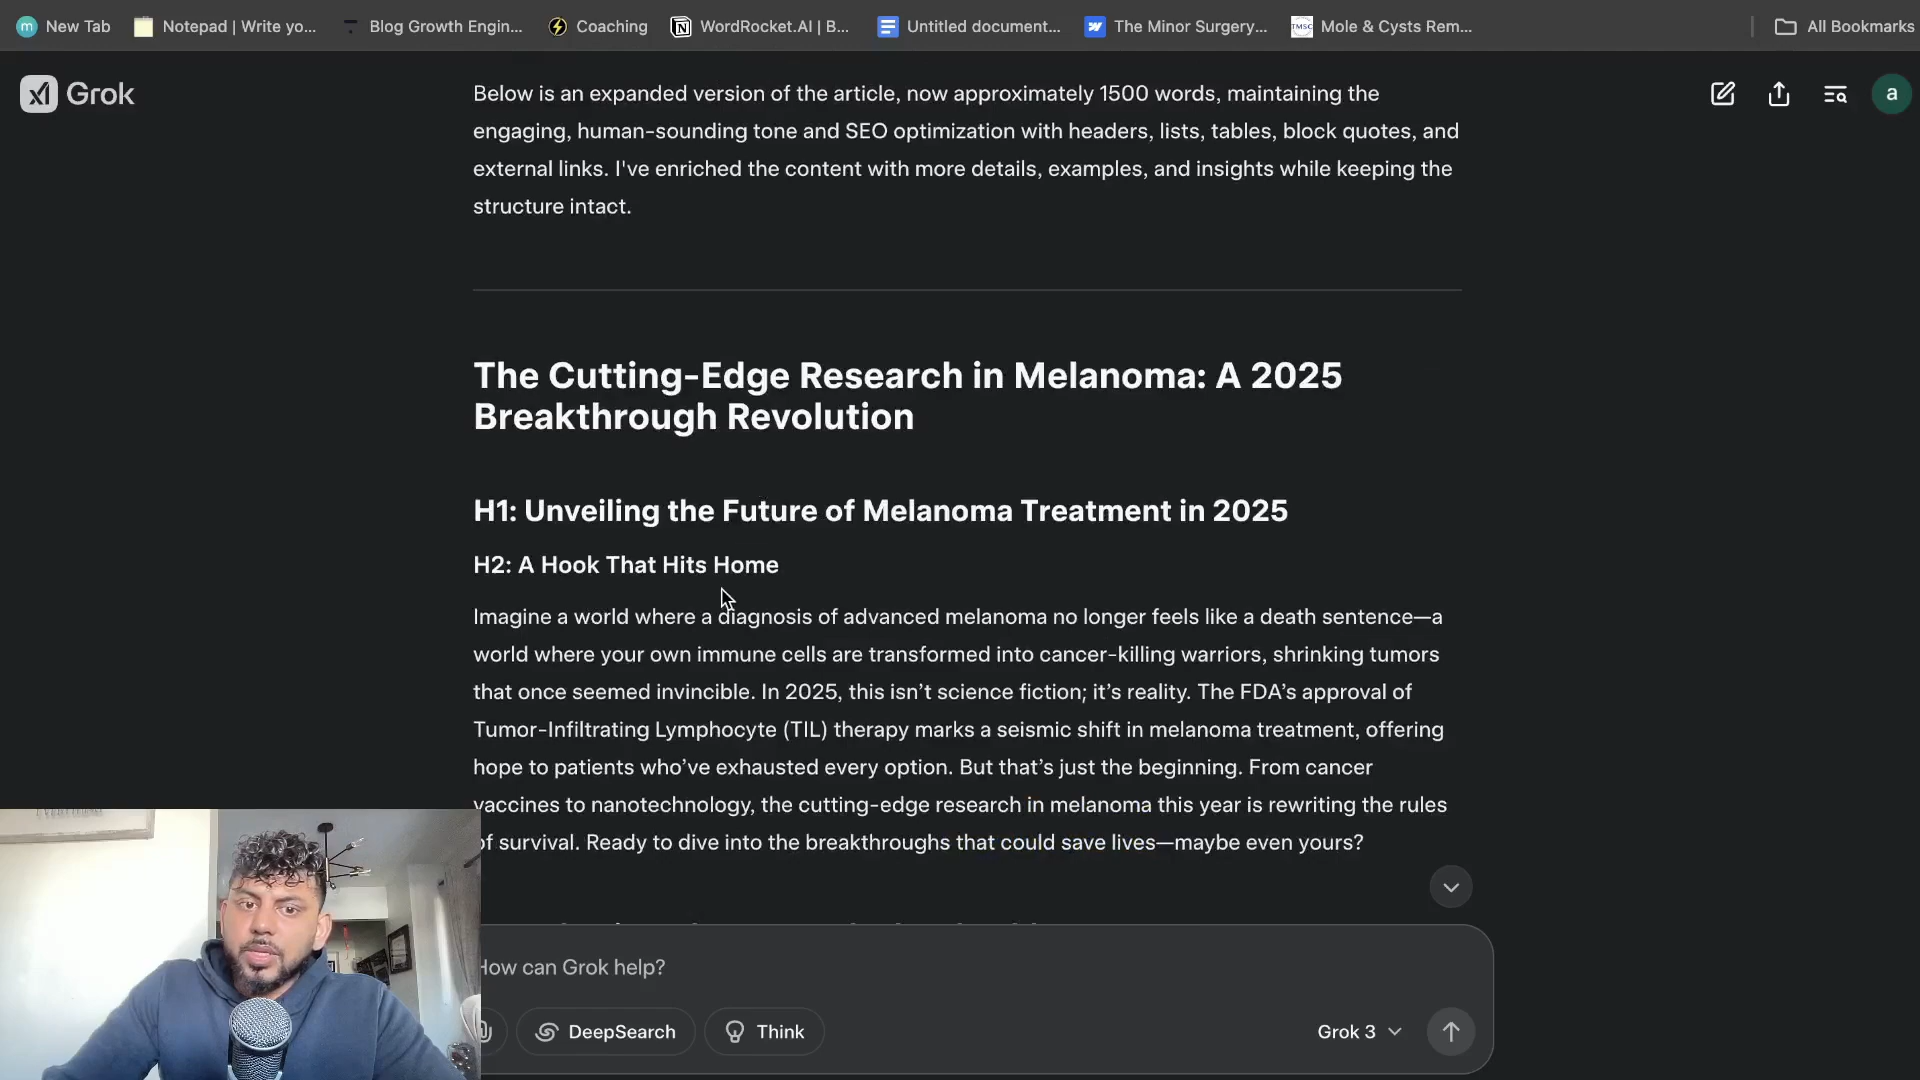 New Tab
Notepad | Write yo...
Blog Growth Engin...
Coaching
WordRocket.AI | B...
Untitled document...
The Minor Surgery...
TMSC
Mole & Cysts Rem...
All Bookmarks
Grok
a
Below is an expanded version of the article, now approximately 1500 words, maintaining the
engaging, human-sounding tone and SEO optimization with headers, lists, tables, block quotes, and
external links. I've enriched the content with more details, examples, and insights while keeping the
structure intact.
The Cutting-Edge Research in Melanoma: A 2025
Breakthrough Revolution
H1: Unveiling the Future of Melanoma Treatment in 2025
H2: A Hook That Hits Home
Imagine a world where a diagnosis of advanced melanoma no longer feels like a death sentence—a
world where your own immune cells are transformed into cancer-killing warriors, shrinking tumors
that once seemed invincible. In 2025, this isn’t science fiction; it’s reality. The FDA’s approval of
Tumor-Infiltrating Lymphocyte (TIL) therapy marks a seismic shift in melanoma treatment, offering
hope to patients who’ve exhausted every option. But that’s just the beginning. From cancer
vaccines to nanotechnology, the cutting-edge research in melanoma this year is rewriting the rules
of survival. Ready to dive into the breakthroughs that could save lives—maybe even yours?
How can Grok help?
DeepSearch
Think
Grok 3